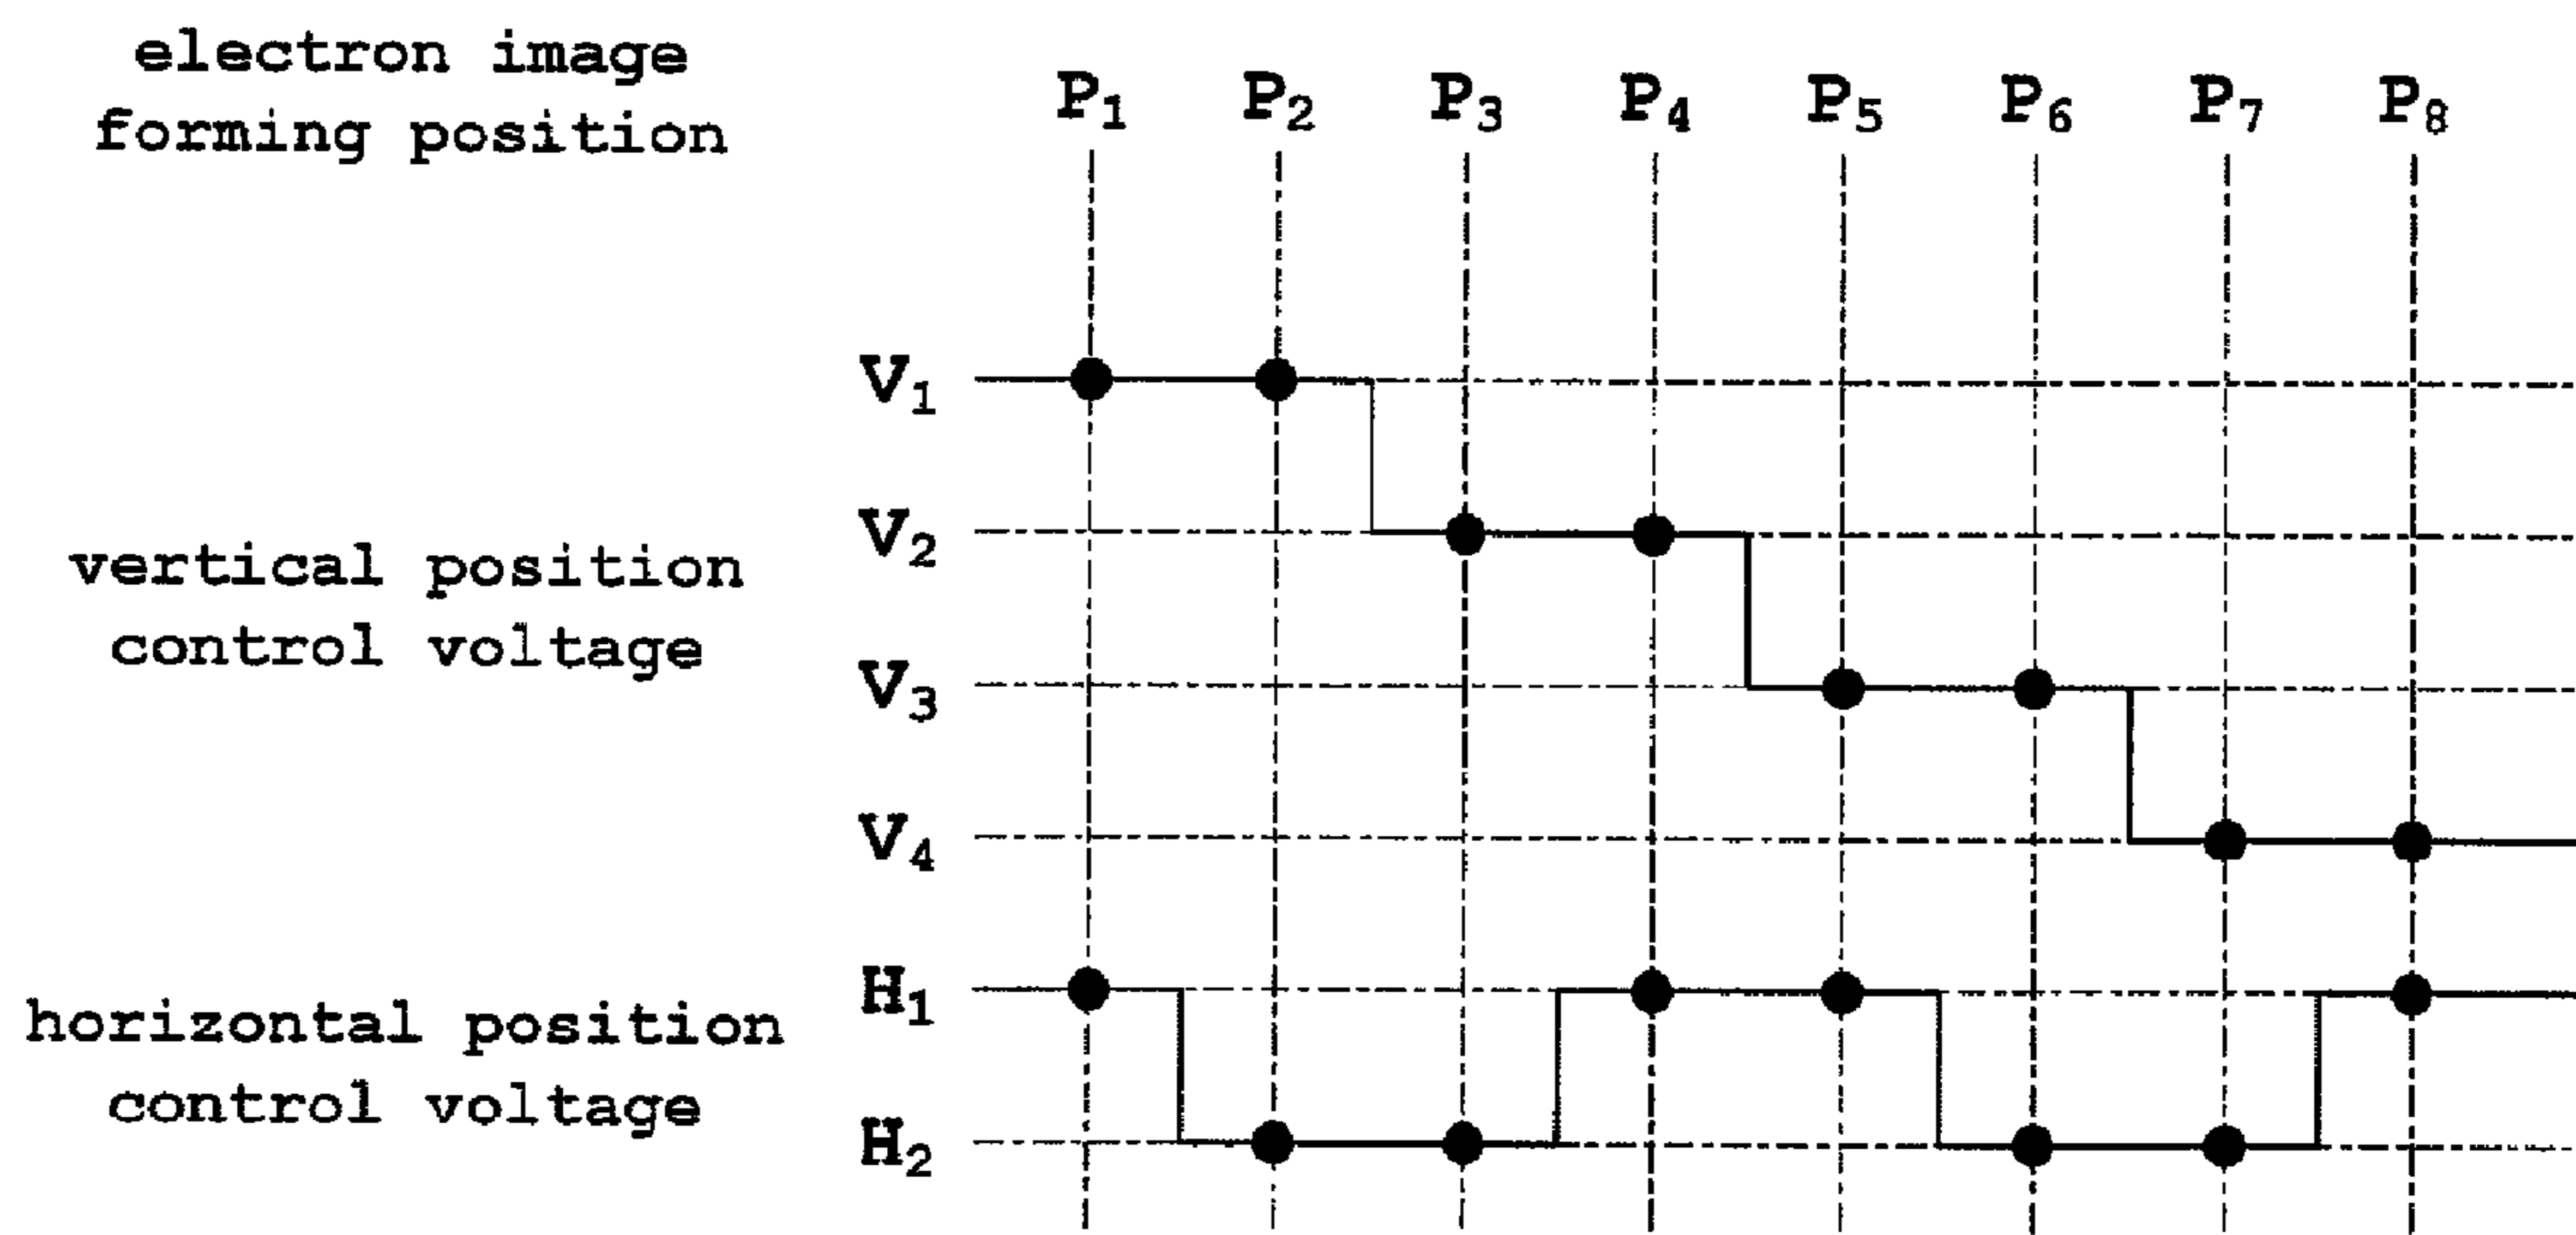 electron image
forming position
P₁ P₂ P₃ P₄ P₅ P₆ P₇ P₈
V₁
V₂
vertical position
control voltage
V₃
V₄
H₁
horizontal position
control voltage
H₂